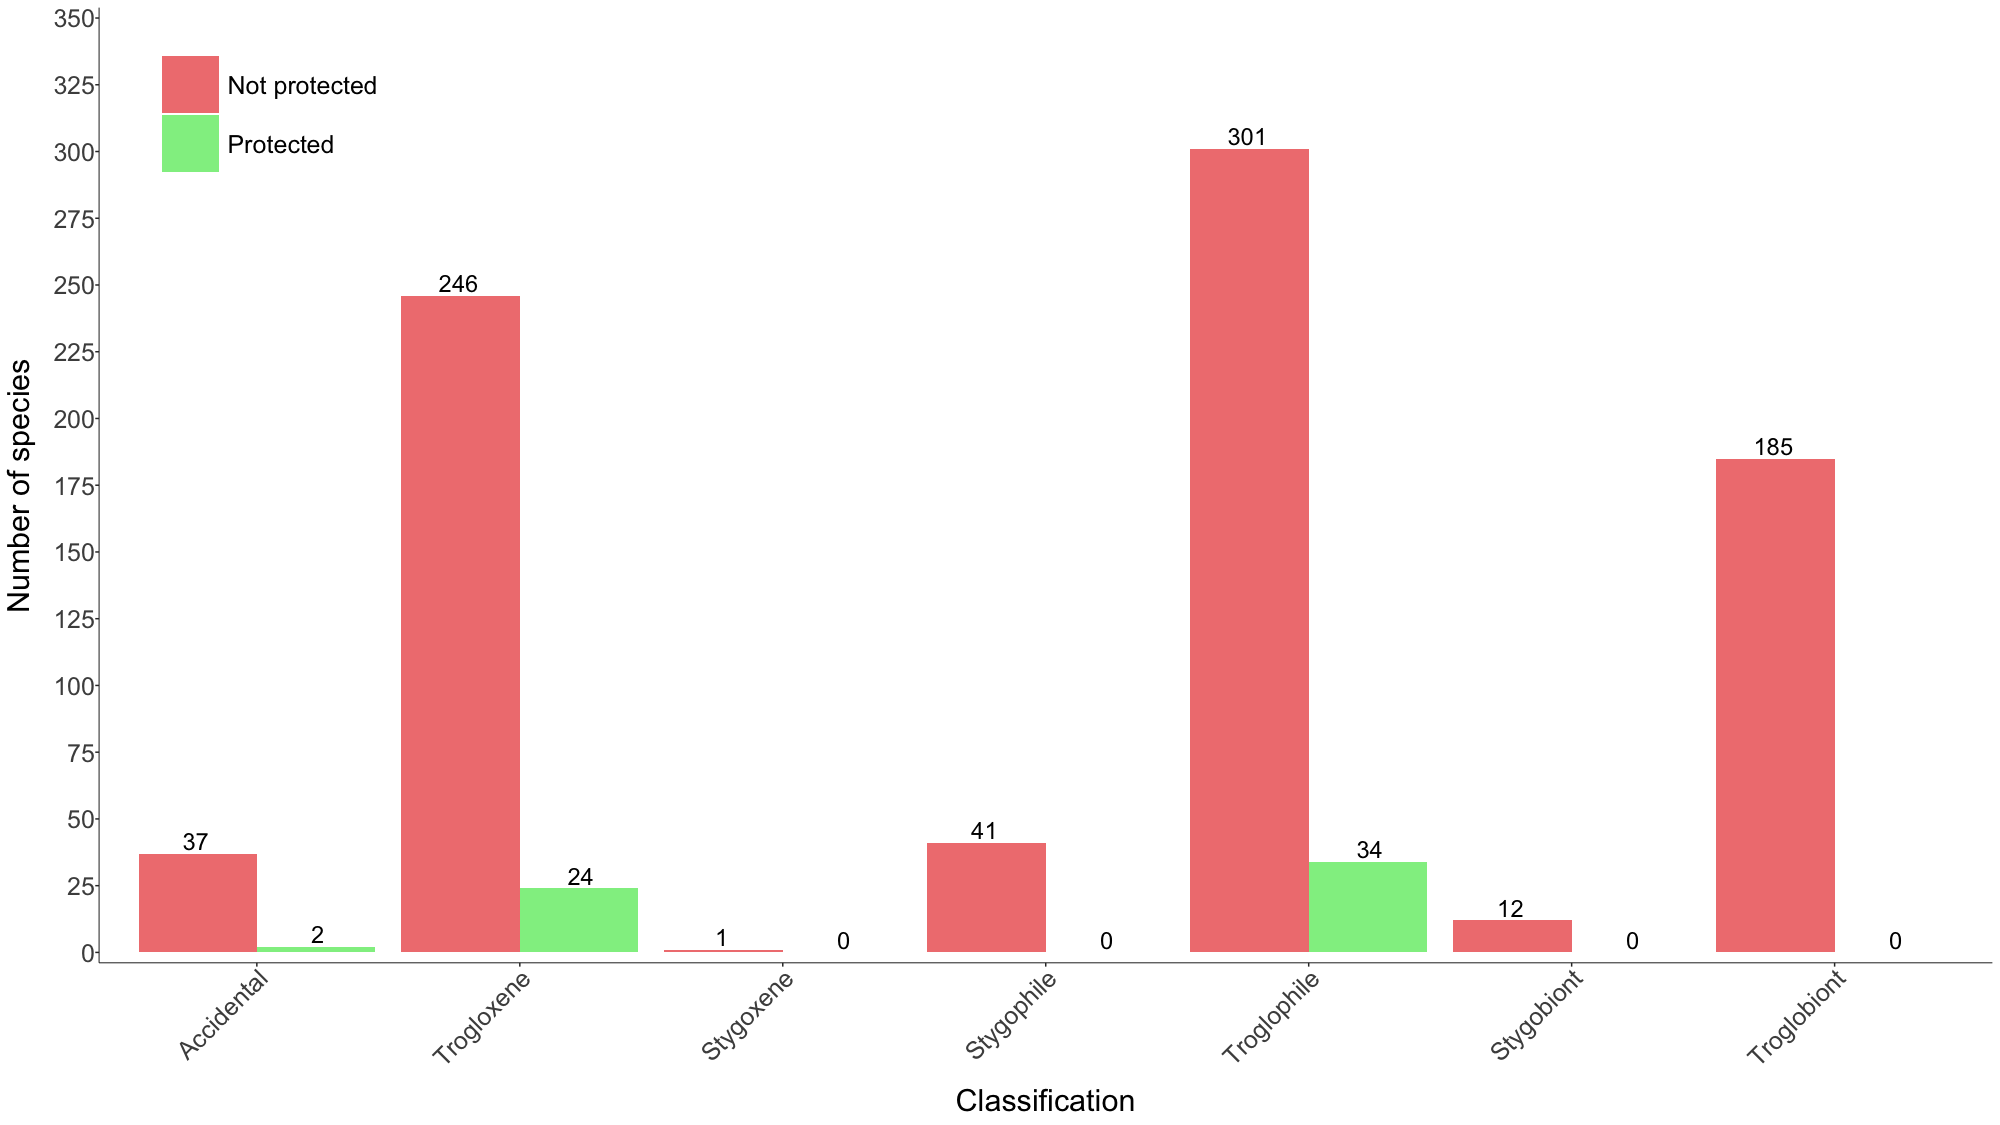 350
325
300
275
250
225
200
175
150
125
100
75
50
25
0
Number of species
Not protected
Protected
37
2
246
24
1
0
41
0
301
34
12
0
185
0
Accidental
Trogloxene
Stygoxene
Stygophile
Troglophile
Stygobiont
Troglobiont
Classification